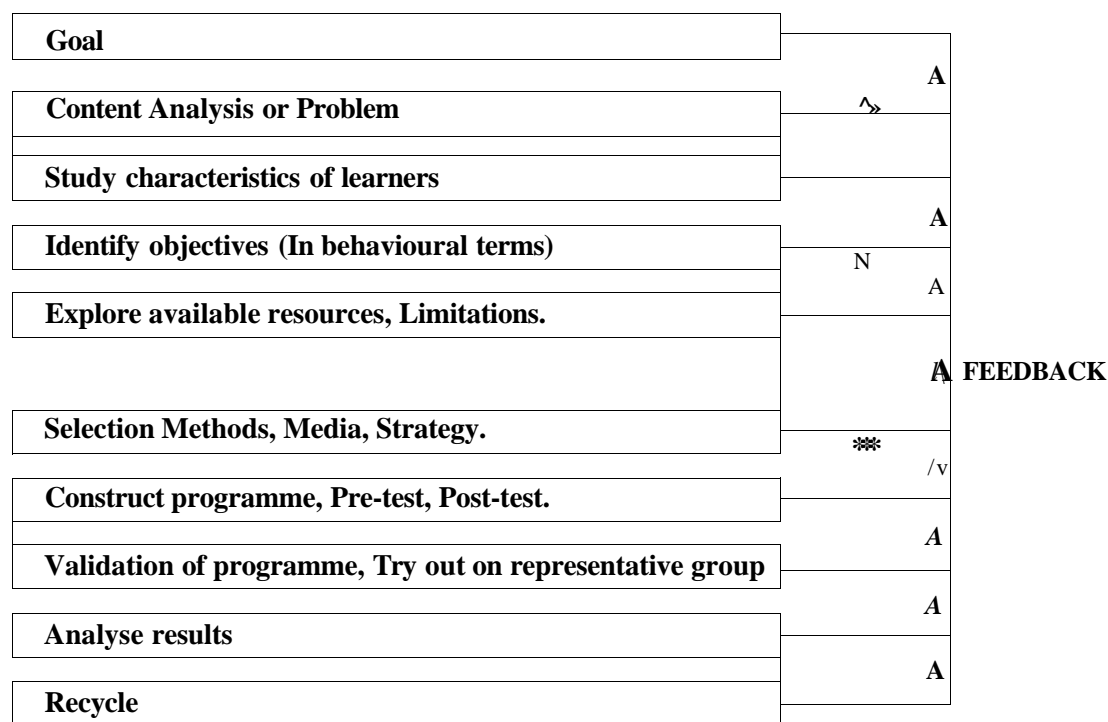 Goal
A
^»
Content Analysis or Problem
Study characteristics of learners
A
Identify objectives (In behavioural terms)
N
A
Explore available resources, Limitations.
A FEEDBACK
Selection Methods, Media, Strategy.
***
/v
Construct programme, Pre-test, Post-test.
A
Validation of programme, Try out on representative group
A
Analyse results
A
Recycle